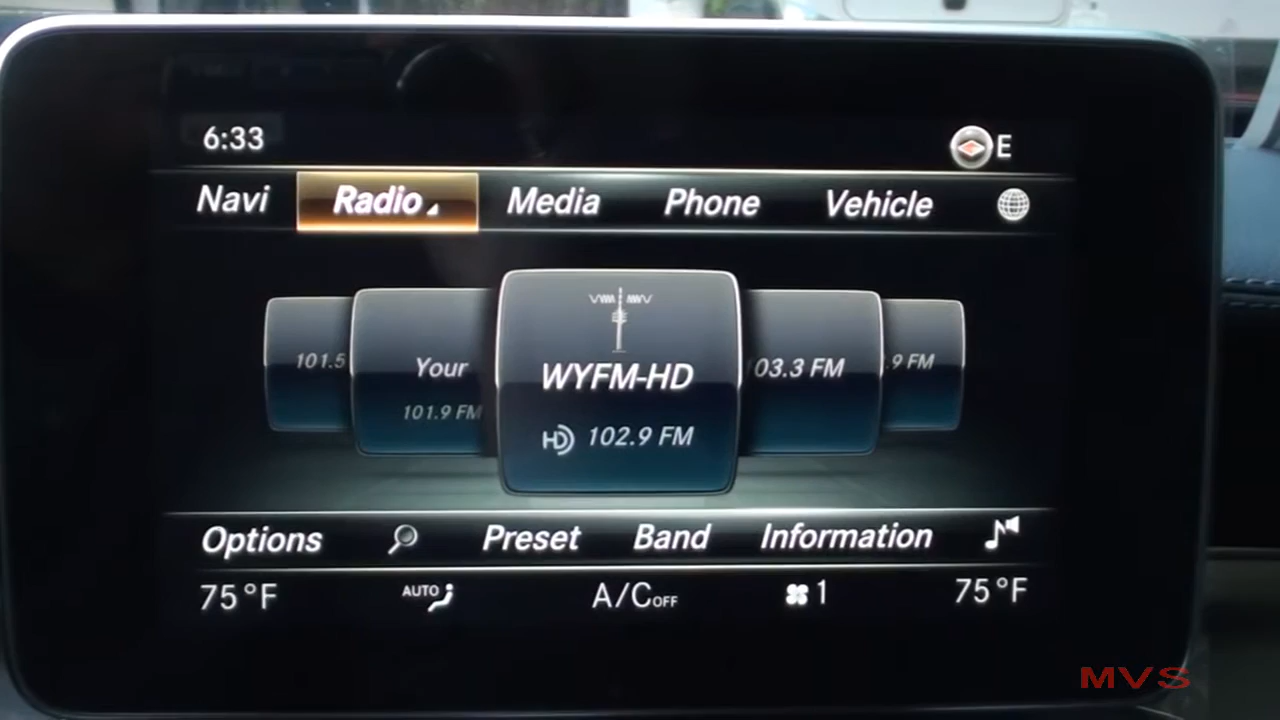 6:33
E
Navi Radio Media Phone Vehicle
101.5
Your
101.9 FM
WYFM-HD
HD 102.9 FM
03.3 FM
.9 FM
Options Preset Band Information
75°F AUTO A/C OFF 1 75°F
MVS